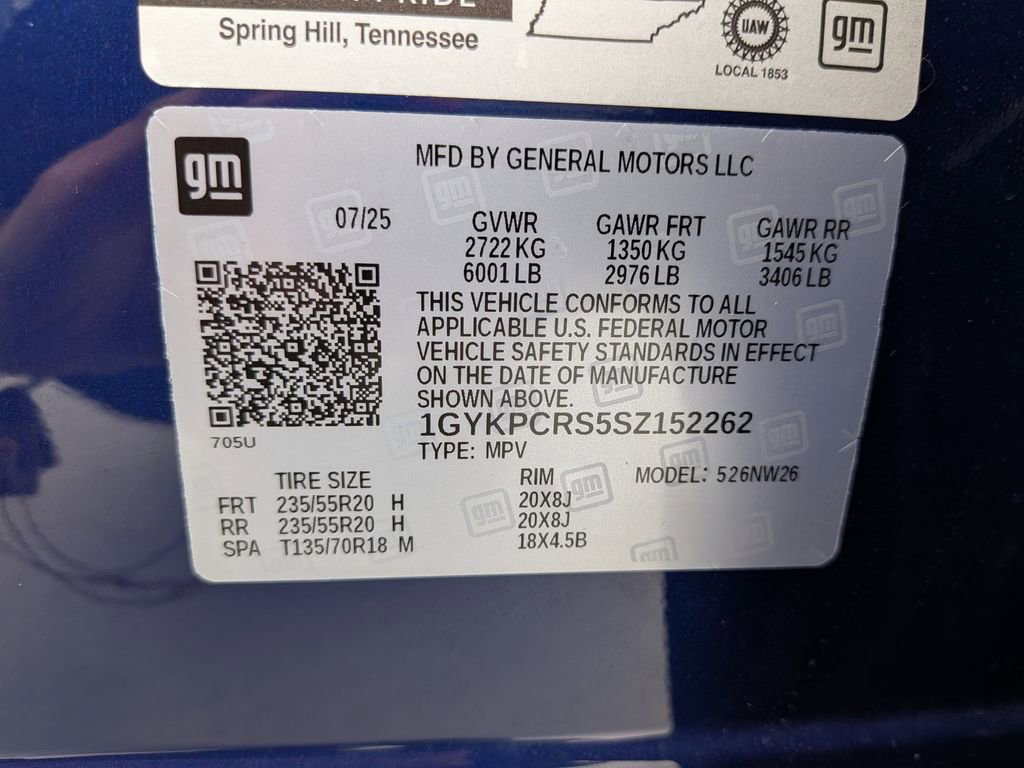 Spring Hill, Tennessee
UAW
LOCAL 1853
gm
gm
MFD BY GENERAL MOTORS LLC
07/25 GVWR GAWR FRT GAWR RR
2722 KG 1350 KG 1545 KG
6001 LB 2976 LB 3406 LB
THIS VEHICLE CONFORMS TO ALL
APPLICABLE U.S. FEDERAL MOTOR
VEHICLE SAFETY STANDARDS IN EFFECT
ON THE DATE OF MANUFACTURE
SHOWN ABOVE.
1GYKPCRS5SZ152262
705U
TYPE: MPV
TIRE SIZE RIM MODEL: 526NW26
FRT 235/55R20 H 20X8J
RR 235/55R20 H 20X8J
SPA T135/70R18 M 18X4.5B